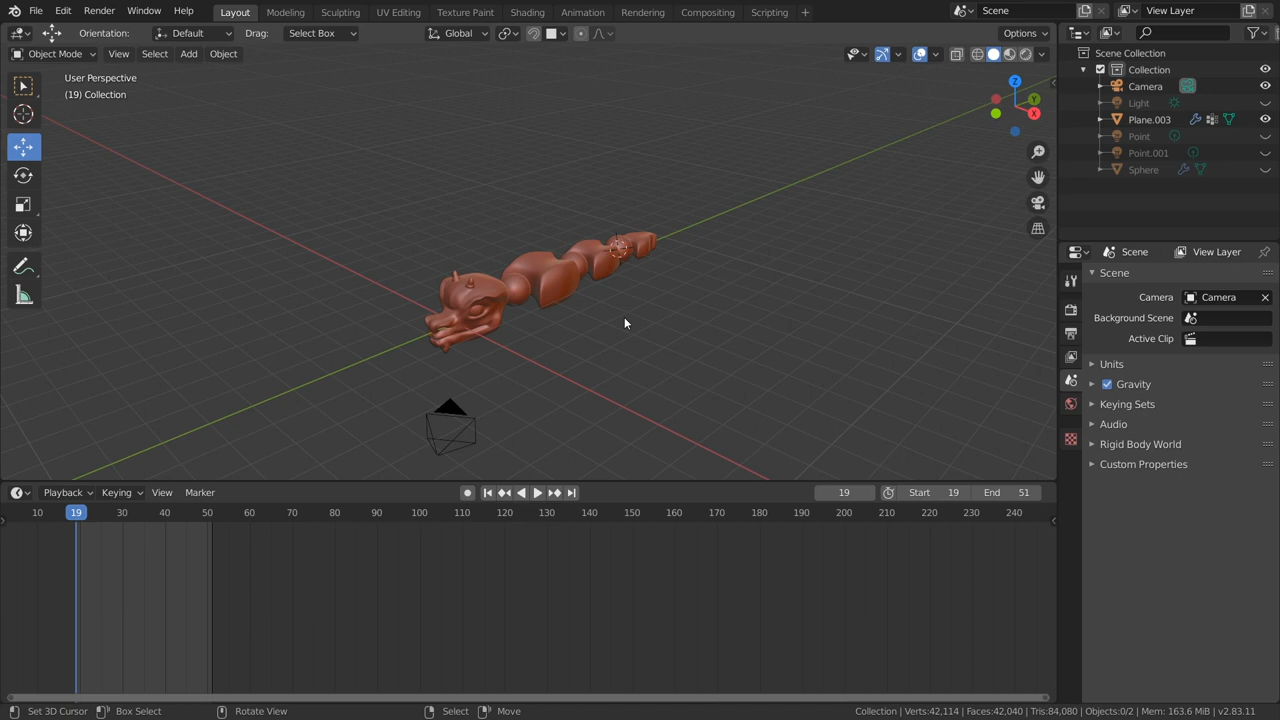 File Edit Render Window Help Layout Modeling Sculpting UV Editing Texture Paint Shading Animation Rendering Compositing Scripting + Scene View Layer
Orientation: Default Drag: Select Box Global Options
Object Mode View Select Add Object
User Perspective
(19) Collection
Z
Y
X
Scene Collection
Collection
Camera
Light
Plane.003
Point
Point.001
Sphere
Scene View Layer
Scene
Camera Camera
Background Scene
Active Clip
Units
Gravity
Keying Sets
Audio
Rigid Body World
Custom Properties
Playback Keying View Marker 19 Start 19 End 51
10 19 30 40 50 60 70 80 90 100 110 120 130 140 150 160 170 180 190 200 210 220 230 240
Set 3D Cursor Box Select Rotate View Select Move Collection | Verts:42,114 | Faces:42,040 | Tris:84,080 | Objects:0/2 | Mem: 163.6 MiB | v2.83.11